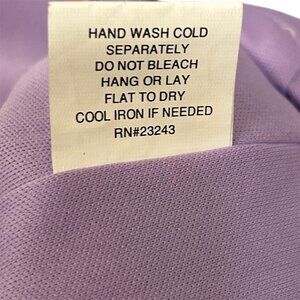 HAND WASH COLD
SEPARATELY
DO NOT BLEACH
HANG OR LAY
FLAT TO DRY
COOL IRON IF NEEDED
RN#23243